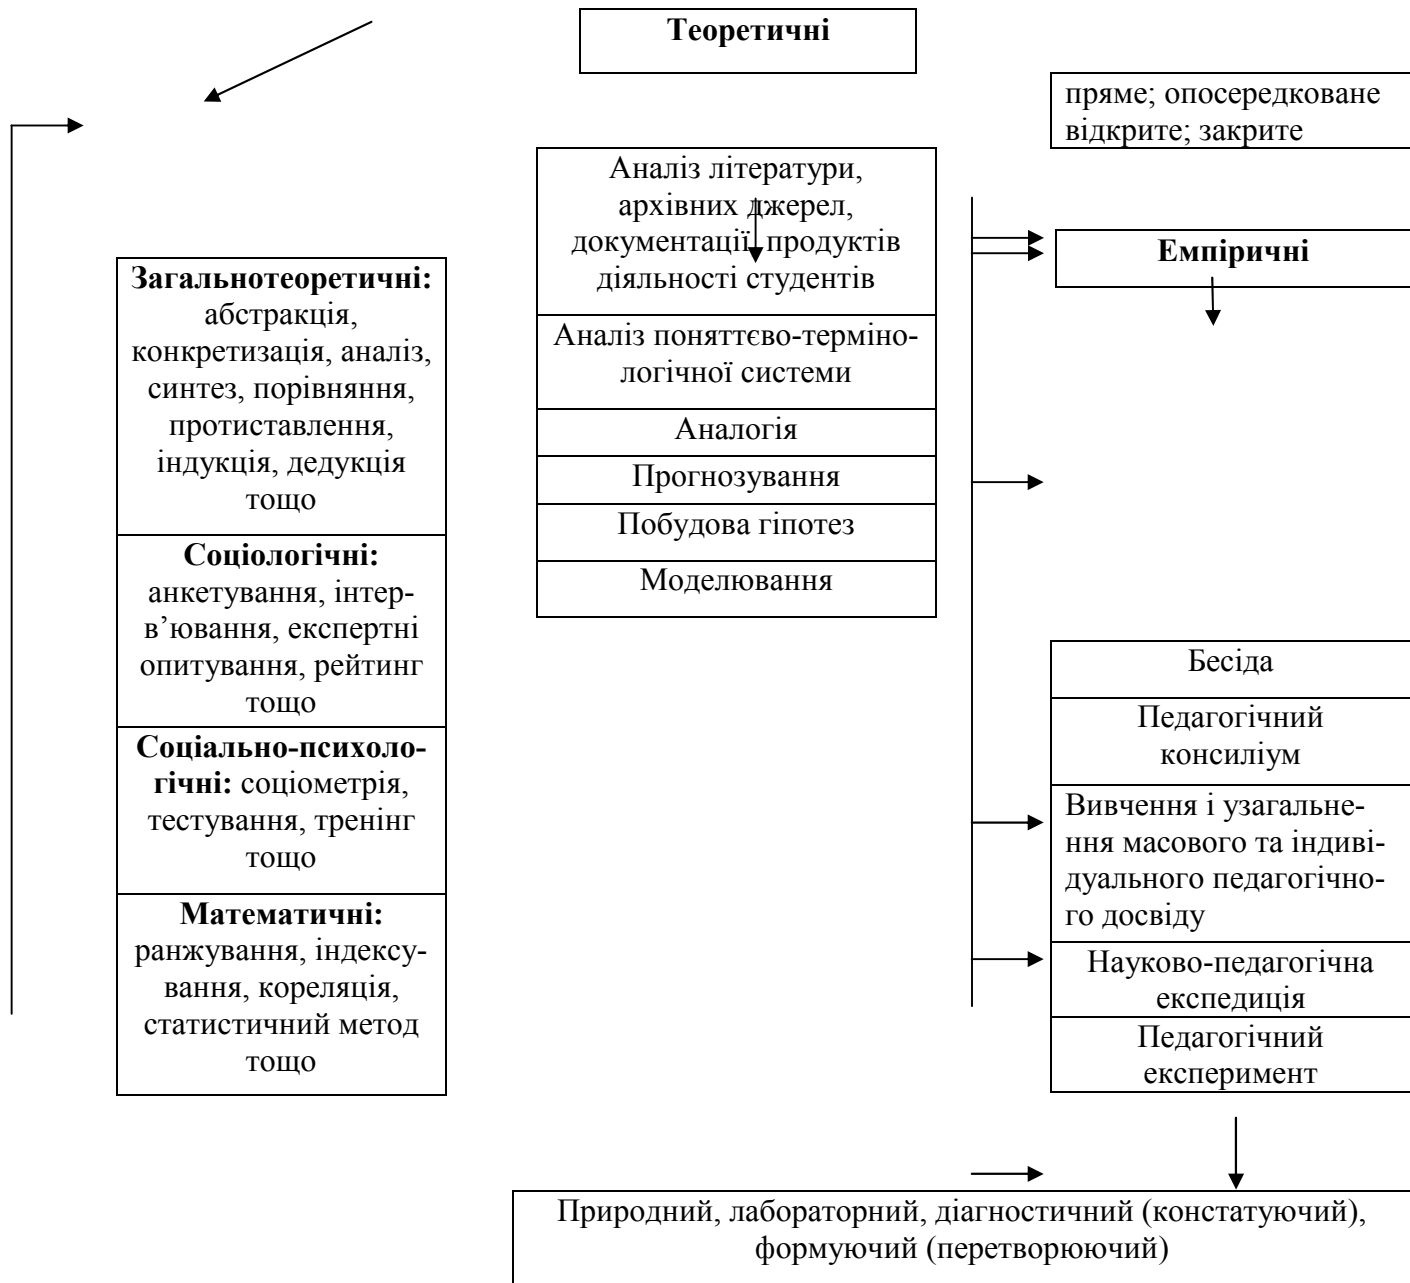 Теоретичні
пряме; опосередковане
відкрите; закрите
Аналіз літератури,
архівних джерел,
документації, продуктів
діяльності студентів
Аналіз поняттєво-терміно-
логічної системи
Аналогія
Прогнозування
Побудова гіпотез
Моделювання
Емпіричні
Загальнотеоретичні:
абстракція,
конкретизація, аналіз,
синтез, порівняння,
протиставлення,
індукція, дедукція
тощо
Соціологічні:
анкетування, інтер-
в’ювання, експертні
опитування, рейтинг
тощо
Соціально-психоло-
гічні: соціометрія,
тестування, тренінг
тощо
Математичні:
ранжування, індексу-
вання, кореляція,
статистичний метод
тощо
Бесіда
Педагогічний
консиліум
Вивчення і узагальне-
ння масового та індиві-
дуального педагогічно-
го досвіду
Науково-педагогічна
експедиція
Педагогічний
експеримент
Природний, лабораторний, діагностичний (констатуючий),
формуючий (перетворюючий)